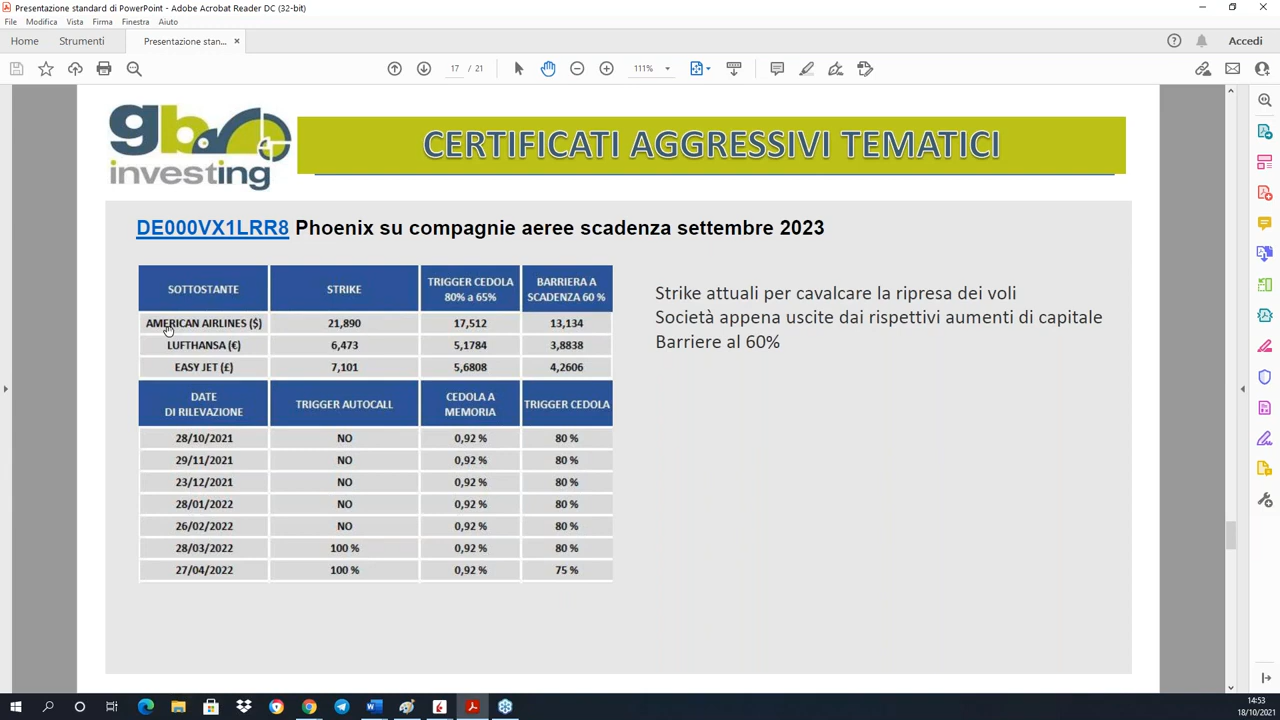 Presentazione standard di PowerPoint - Adobe Acrobat Reader DC (32-bit)
File Modifica Vista Firma Finestra Aiuto
Home Strumenti Presentazione stan... × Accedi
17 / 21 111%
gb investing
CERTIFICATI AGGRESSIVI TEMATICI
DE000VX1LRR8 Phoenix su compagnie aeree scadenza settembre 2023
SOTTOSTANTE STRIKE TRIGGER CEDOLA 80% a 65% BARRIERA A SCADENZA 60 %
AMERICAN AIRLINES ($) 21,890 17,512 13,134
LUFTHANSA (€) 6,473 5,1784 3,8838
EASY JET (£) 7,101 5,6808 4,2606
DATE DI RILEVAZIONE TRIGGER AUTOCALL CEDOLA A MEMORIA TRIGGER CEDOLA
28/10/2021 NO 0,92 % 80 %
29/11/2021 NO 0,92 % 80 %
23/12/2021 NO 0,92 % 80 %
28/01/2022 NO 0,92 % 80 %
26/02/2022 NO 0,92 % 80 %
28/03/2022 100 % 0,92 % 80 %
27/04/2022 100 % 0,92 % 75 %
Strike attuali per cavalcare la ripresa dei voli
Società appena uscite dai rispettivi aumenti di capitale
Barriere al 60%
14:53
18/10/2021